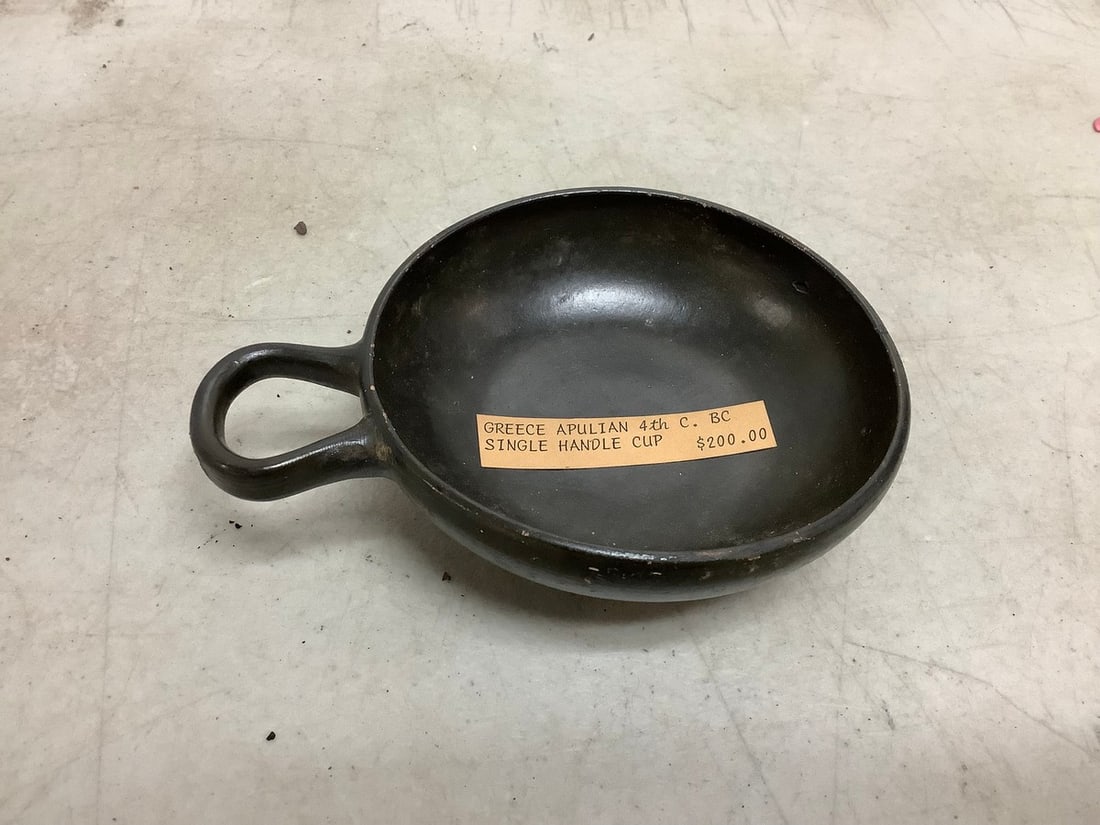 GREECE APULIAN 4th C. BC
SINGLE HANDLE CUP $200.00